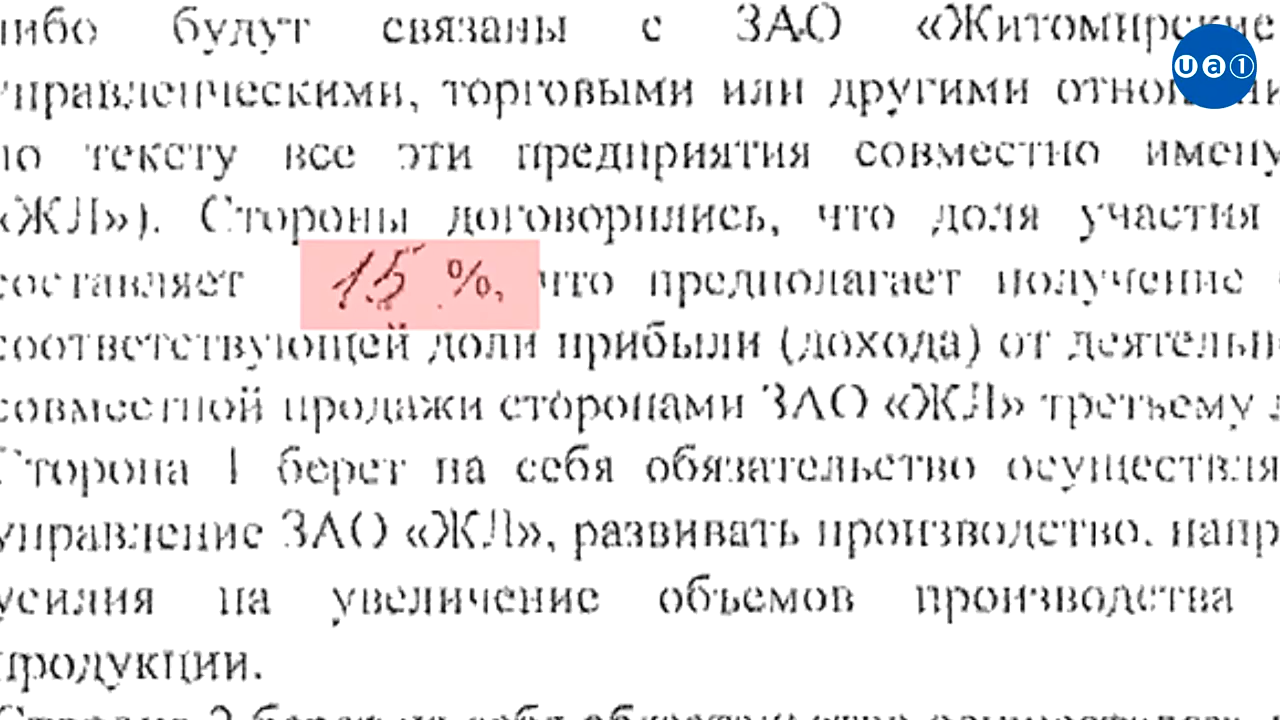 либо будут связаны с ЗАО «Житомирские
управленческими, торговыми или другими
по тексту все эти предприятия совместно имену
«ЖЛ»). Стороны договорились, что доля участия
составляет 15 %, что предполагает получение
соответствующей доли прибыли (дохода) от деятельн
совместной продажи сторонами ЗАО «ЖЛ» третьему
Сторона 1 берет на себя обязательство осуществля
управление ЗАО «ЖЛ», развивать производство, напр
усилия на увеличение объемов производства
продукции.
ua1